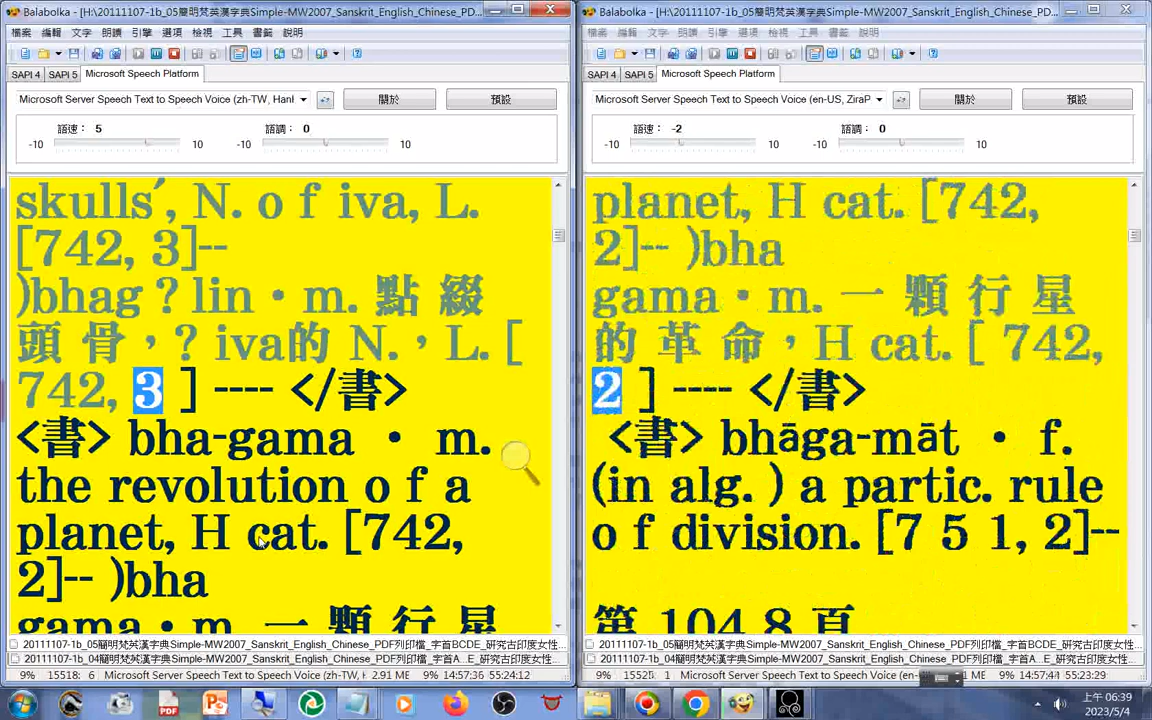 Balabolka - [H:\20111107-1b_05簡明梵英漢字典Simple-MW2007_Sanskrit_English_Chinese_PD...
檔案 編輯 文字 朗讀 引擎 選項 檢視 工具 書籤 說明
SAPI 4 SAPI 5 Microsoft Speech Platform
Microsoft Server Speech Text to Speech Voice (zh-TW, Hanl 關於 預設
語速： 5 語調： 0
-10 10 -10 10
skulls′, N. o f iva, L.
[742, 3]--
)bhag ? lin • m. 點 綴
頭 骨，? iva的 N.，L. [
742, 3 ] ---- </書>
<書> bha-gama • m.
the revolution o f a
planet, H cat. [742,
2]-- )bha
gama • m. 一 顆 行 星
20111107-1b_05簡明梵英漢字典Simple-MW2007_Sanskrit_English_Chinese_PDF列印檔_字首BCDE_研究古印度女性...
20111107-1b_04簡明梵英漢字典Simple-MW2007_Sanskrit_English_Chinese_PDF列印檔_字首A...E_研究古印度女性...
9% 15518: 6 Microsoft Server Speech Text to Speech Voice (zh-TW, H 2.91 MB 9% 14:57:36 55:24:12
Balabolka - [H:\20111107-1b_05簡明梵英漢字典Simple-MW2007_Sanskrit_English_Chinese_PD...
檔案 編輯 文字 朗讀 引擎 選項 檢視 工具 書籤 說明
SAPI 4 SAPI 5 Microsoft Speech Platform
Microsoft Server Speech Text to Speech Voice (en-US, ZiraP 關於 預設
語速： -2 語調： 0
-10 10 -10 10
planet, H cat. [742,
2]-- )bha
gama • m. 一 顆 行 星
的 革 命，H cat. [ 742,
2 ] ---- </書>
<書> bhāga-māt • f.
(in alg. ) a partic. rule
o f division. [7 5 1, 2]--
第 104 8 頁
20111107-1b_05簡明梵英漢字典Simple-MW2007_Sanskrit_English_Chinese_PDF列印檔_字首BCDE_研究古印度女性...
20111107-1b_04簡明梵英漢字典Simple-MW2007_Sanskrit_English_Chinese_PDF列印檔_字首A...E_研究古印度女性...
9% 15525: 1 Microsoft Server Speech Text to Speech Voice (en-U MB 9% 14:57:44 55:23:29
上午 06:39
2023/5/4